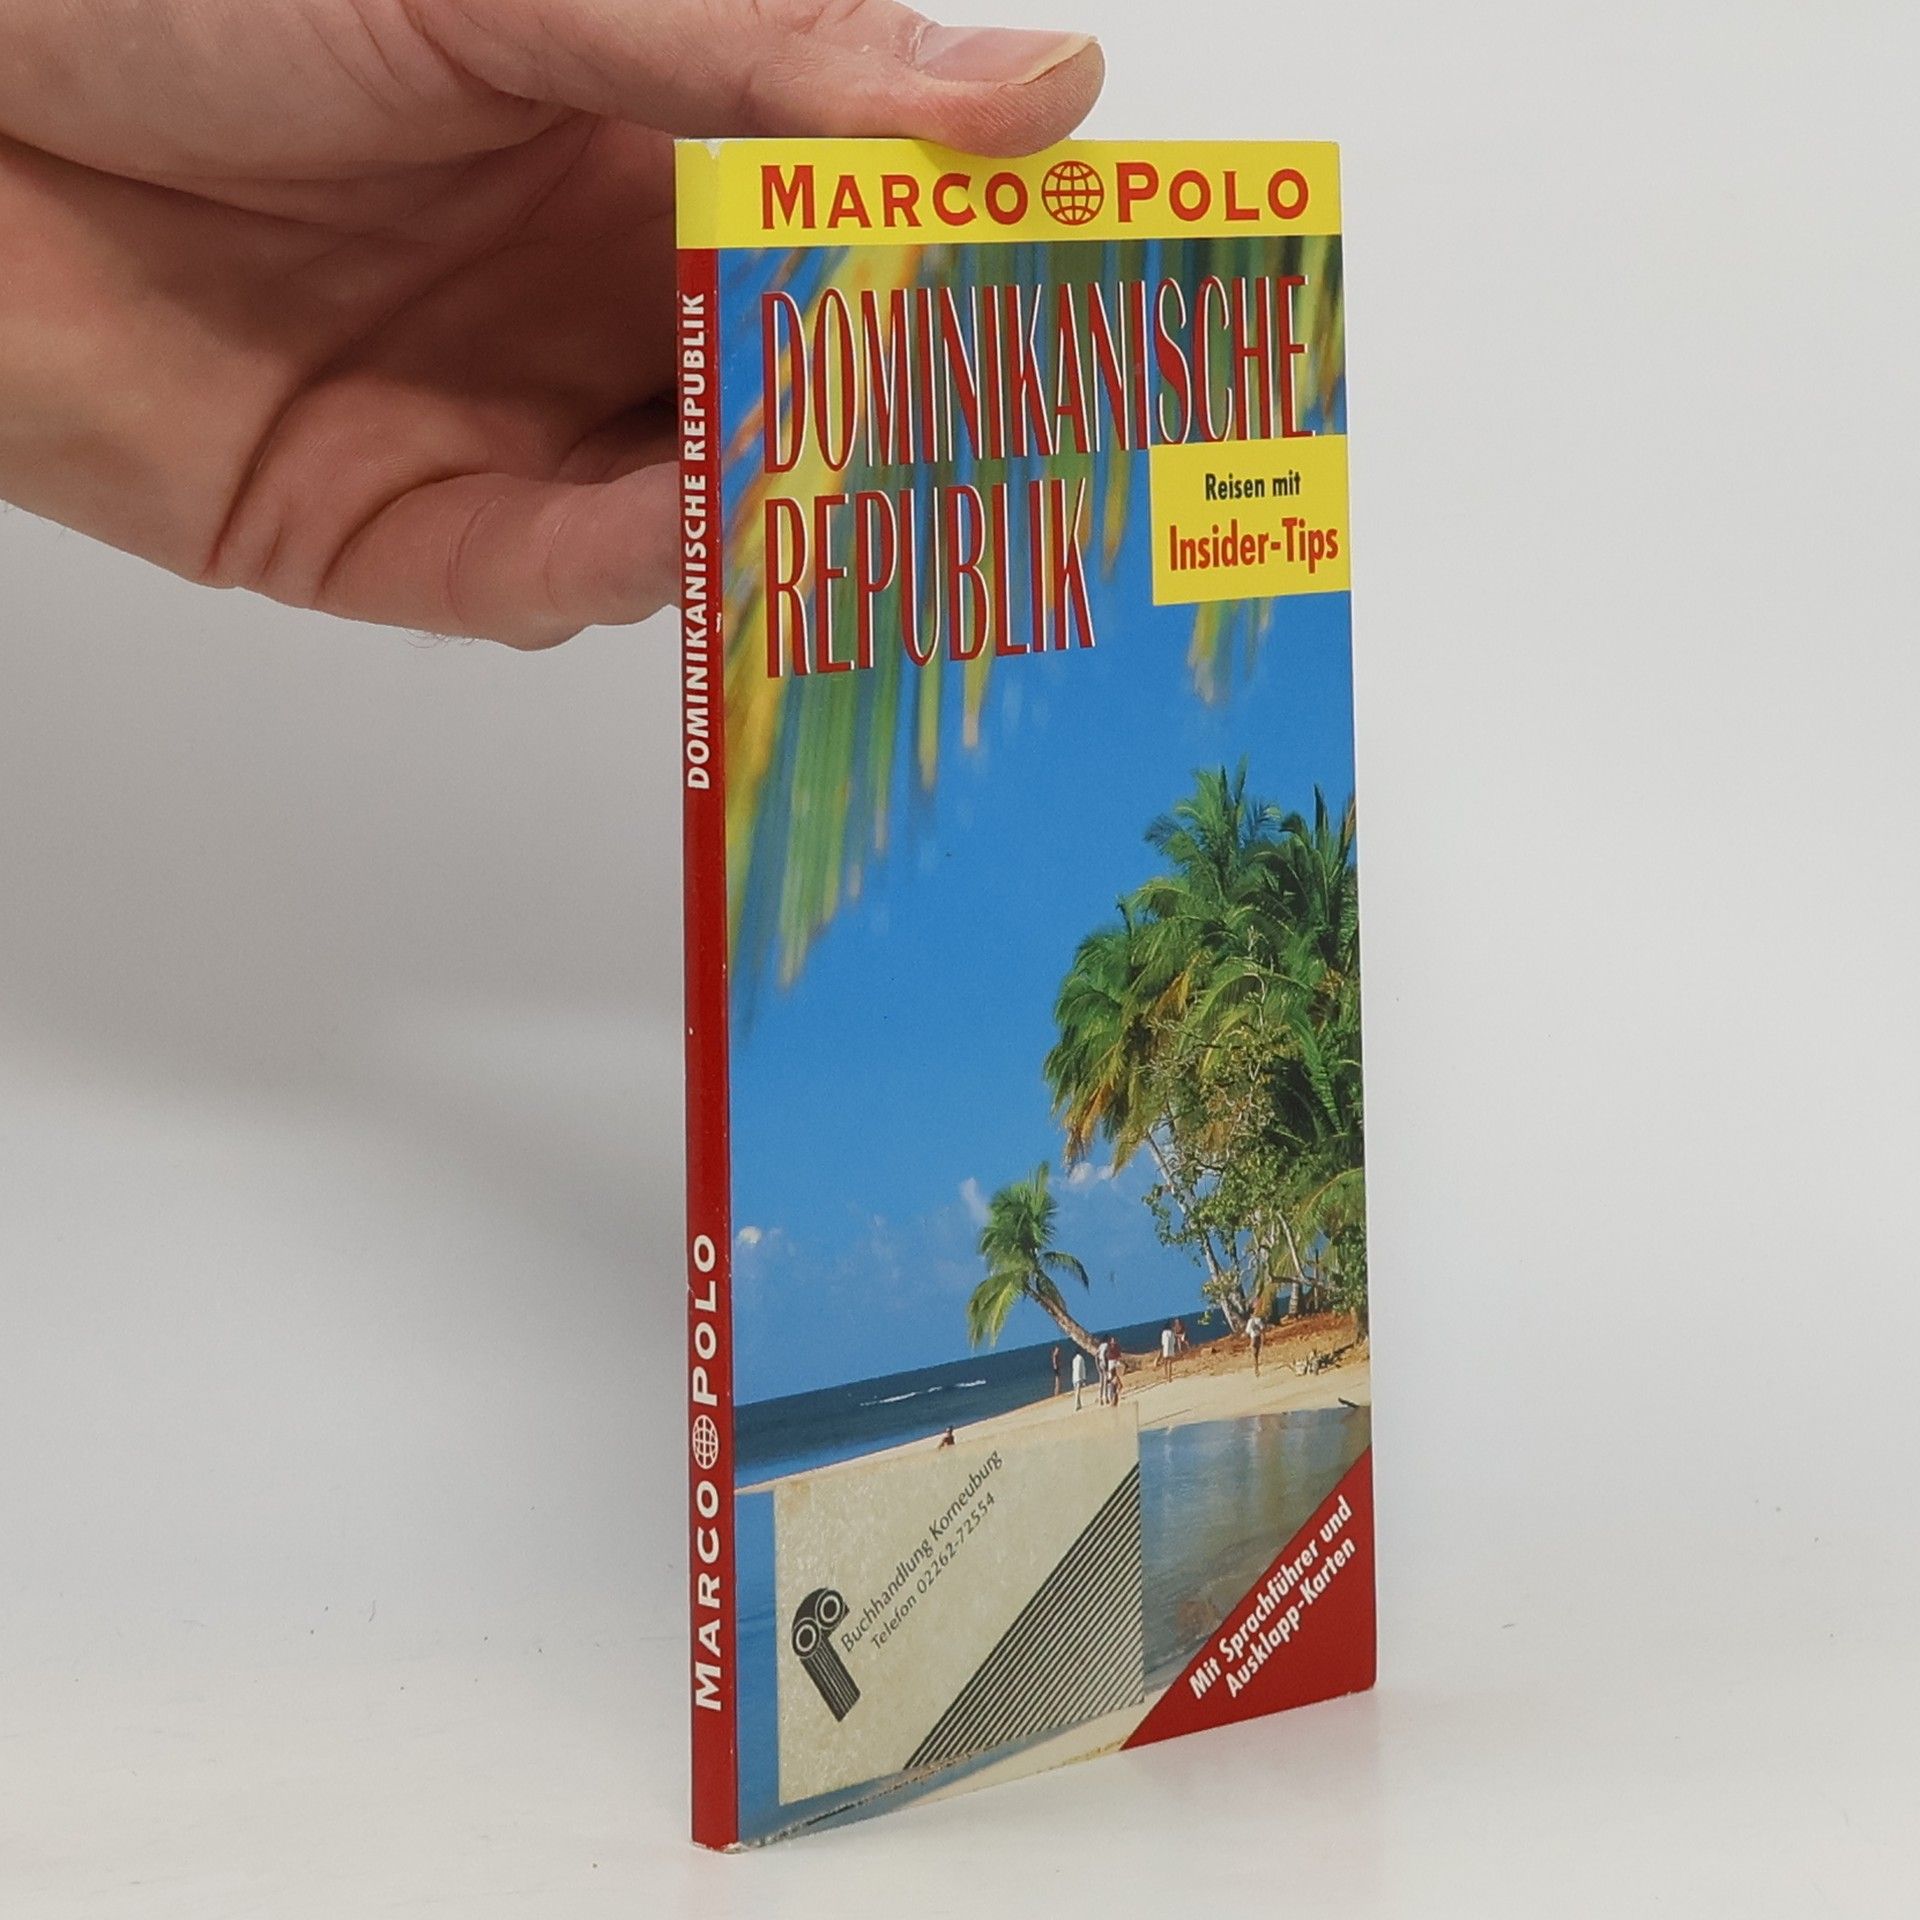 MARCO POLO
DOMINIKANISCHE
REPUBLIK
Reisen mit
Insider-Tips
DOMINIKANISCHE REPUBLIK
MARCO POLO
Buchhandlung Korneuburg
Telefon 02262-72554
Mit Sprachführer und
Ausklapp-Karten